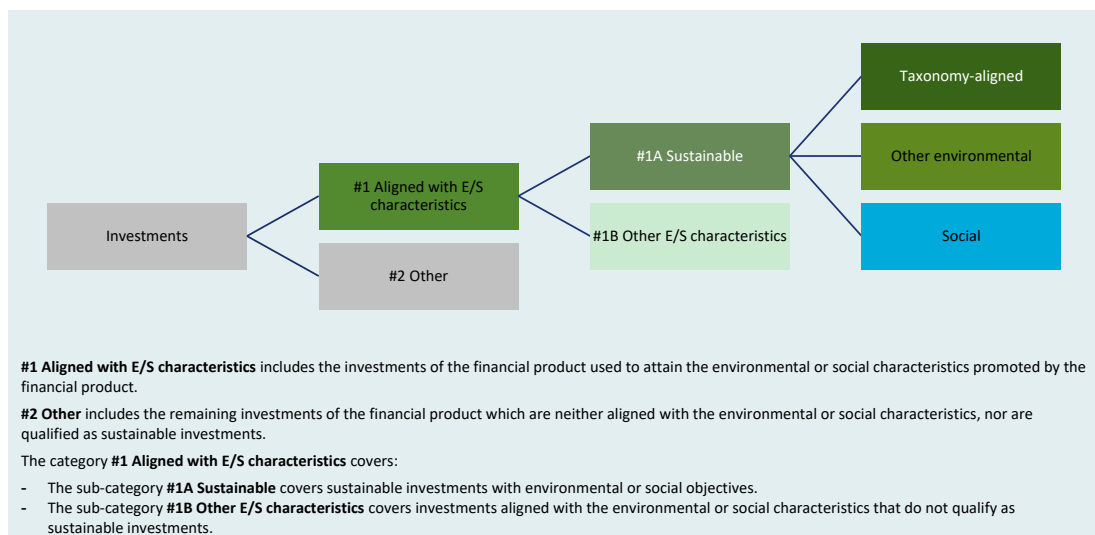 Taxonomy-aligned
#1A Sustainable
Other environmental
#1 Aligned with E/S
characteristics
Investments
#1B Other E/S characteristics
Social
#2 Other
#1 Aligned with E/S characteristics includes the investments of the financial product used to attain the environmental or social characteristics promoted by the
financial product.
#2 Other includes the remaining investments of the financial product which are neither aligned with the environmental or social characteristics, nor are
qualified as sustainable investments.
The category #1 Aligned with E/S characteristics covers:
- The sub-category #1A Sustainable covers sustainable investments with environmental or social objectives.
- The sub-category #1B Other E/S characteristics covers investments aligned with the environmental or social characteristics that do not qualify as
sustainable investments.